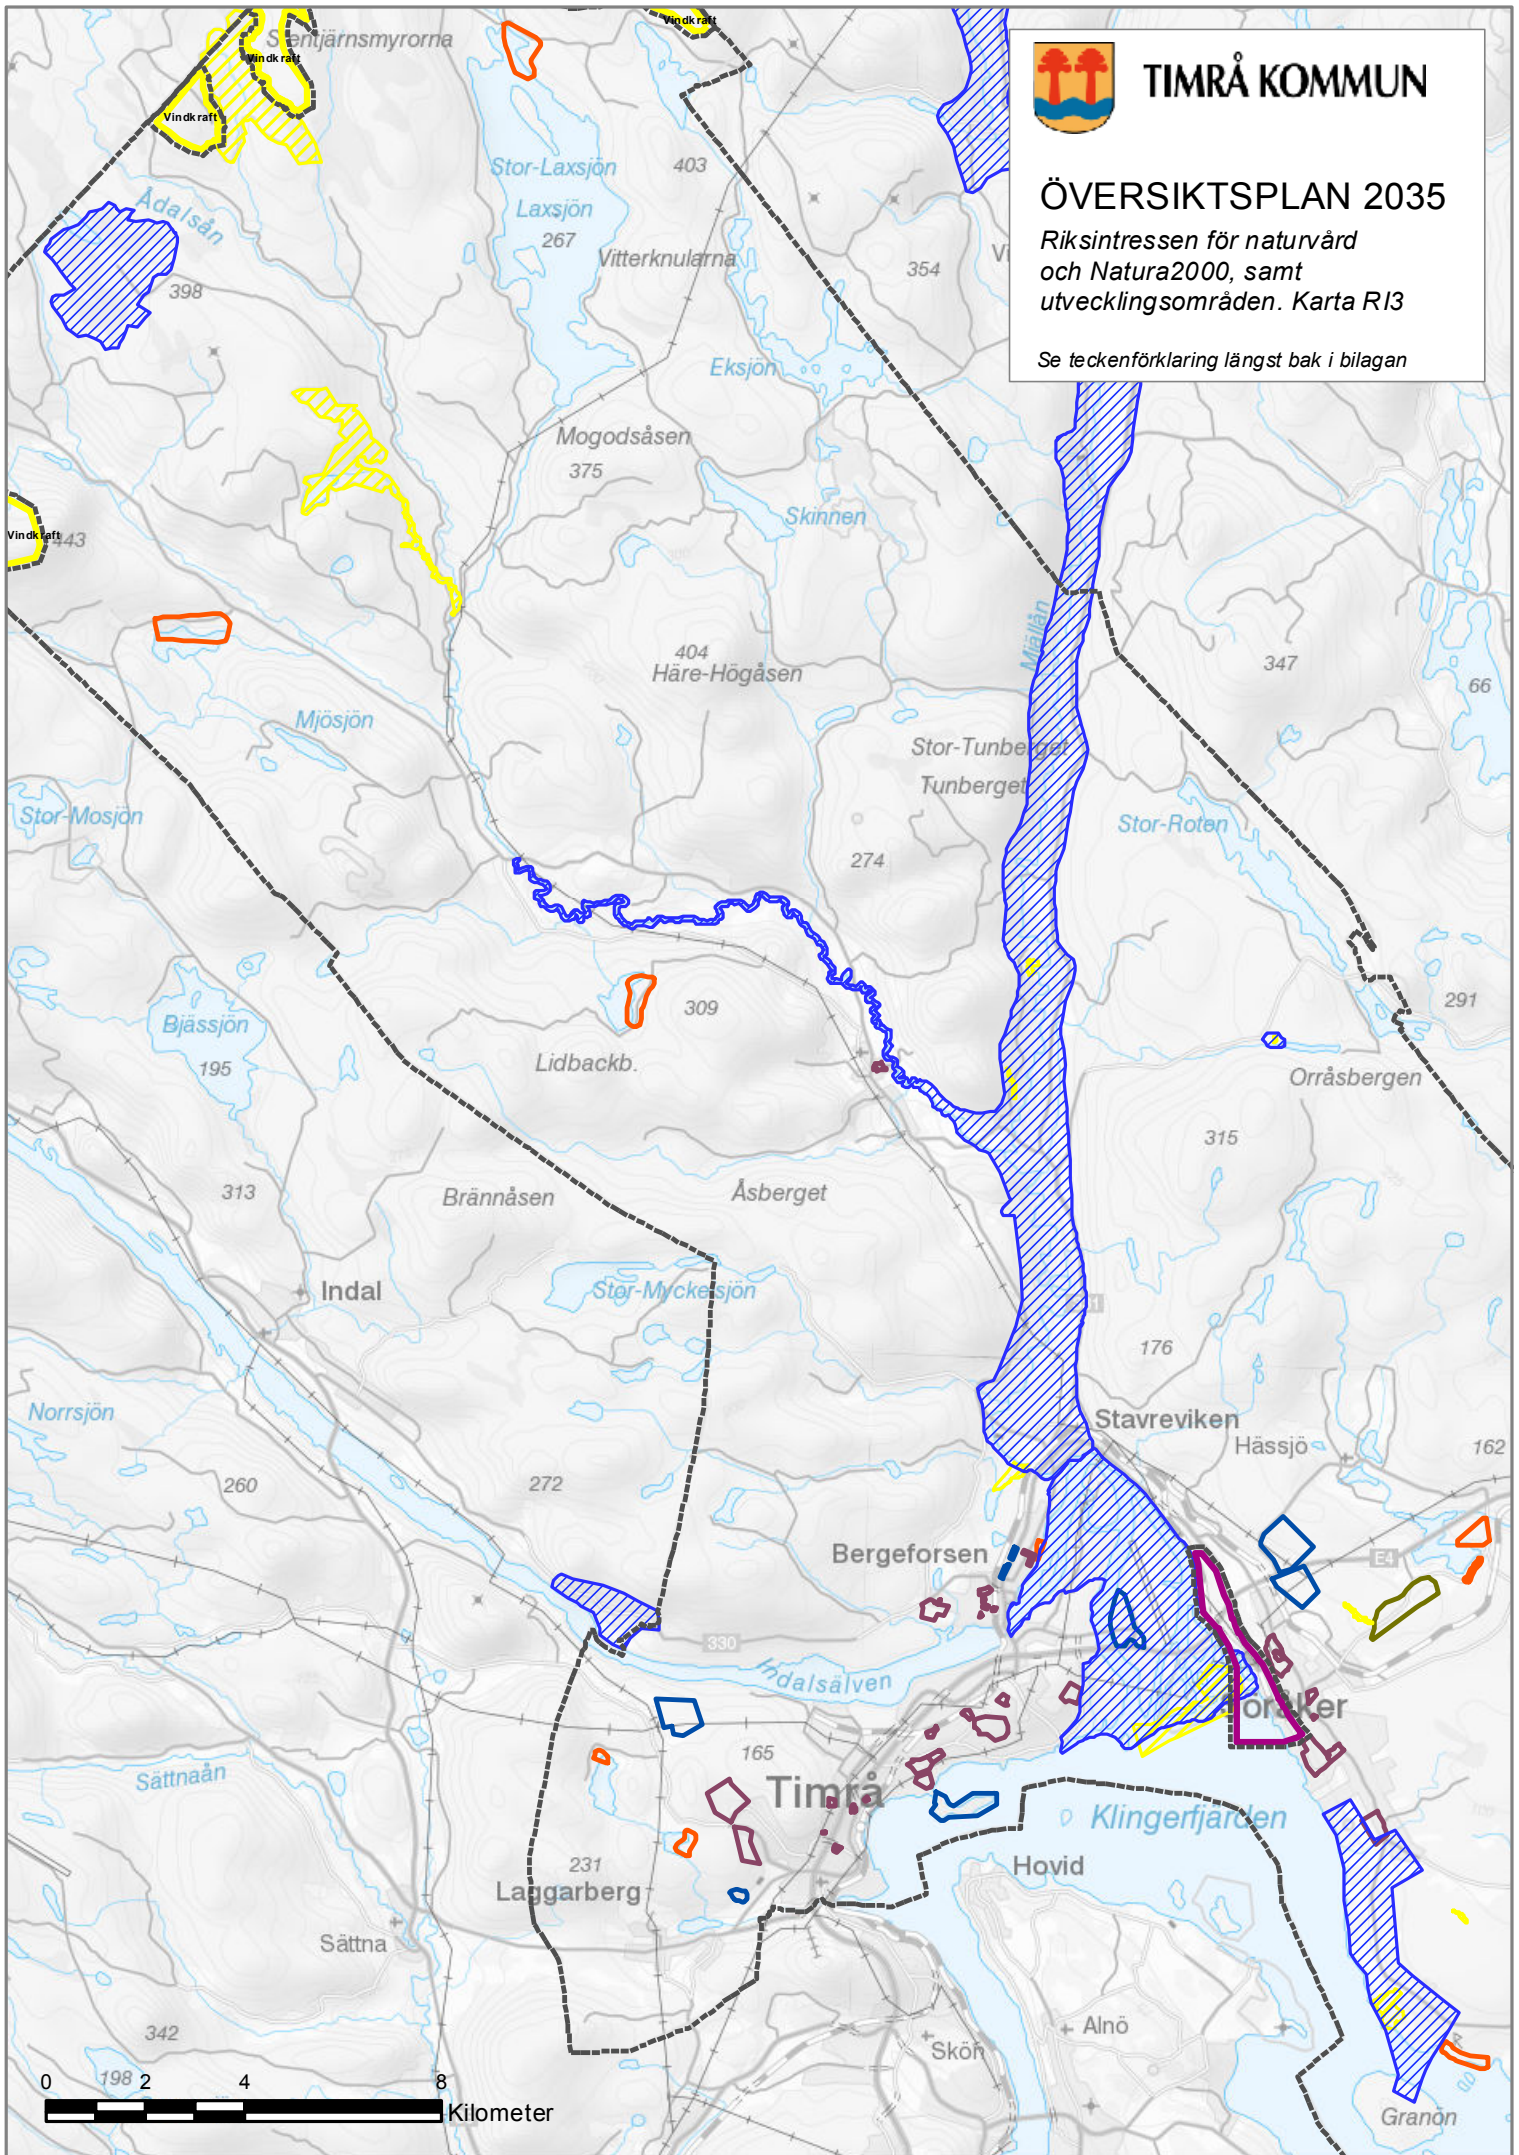 TIMRÅ KOMMUN
ÖVERSIKTSPLAN 2035
Riksintressen för naturvård
och Natura2000, samt
utvecklingsområden. Karta RI3
Se teckenförklaring längst bak i bilagan
Vindkraft
Stentjärnsmyrorna
Vindkraft
Vindkraft
Stor-Laxsjön
403
Laxsjön
Ådalsån
267
Vitterknularna
354
Vi
398
Eksjön
Mogodsåsen
375
Skinnen
Vindkraft
443
404
Häre-Högåsen
Mjällån
347
66
Mjösjön
Stor-Tunberget
Tunberget
Stor-Mosjön
Stor-Roten
274
309
291
Bjässjön
195
Lidbackb.
Orråsbergen
315
313
Brännåsen
Åsberget
Indal
Stor-Myckelsjön
176
Norrsjön
Stavreviken
Hässjö
162
260
272
Bergeforsen
E4
330
Indalsälven
Söråker
165
Sättnaån
Timrå
Klingerfjärden
231
Hovid
Laggarberg
Sättna
342
Alnö
Skön
198
0 2 4 8
Kilometer
Granön